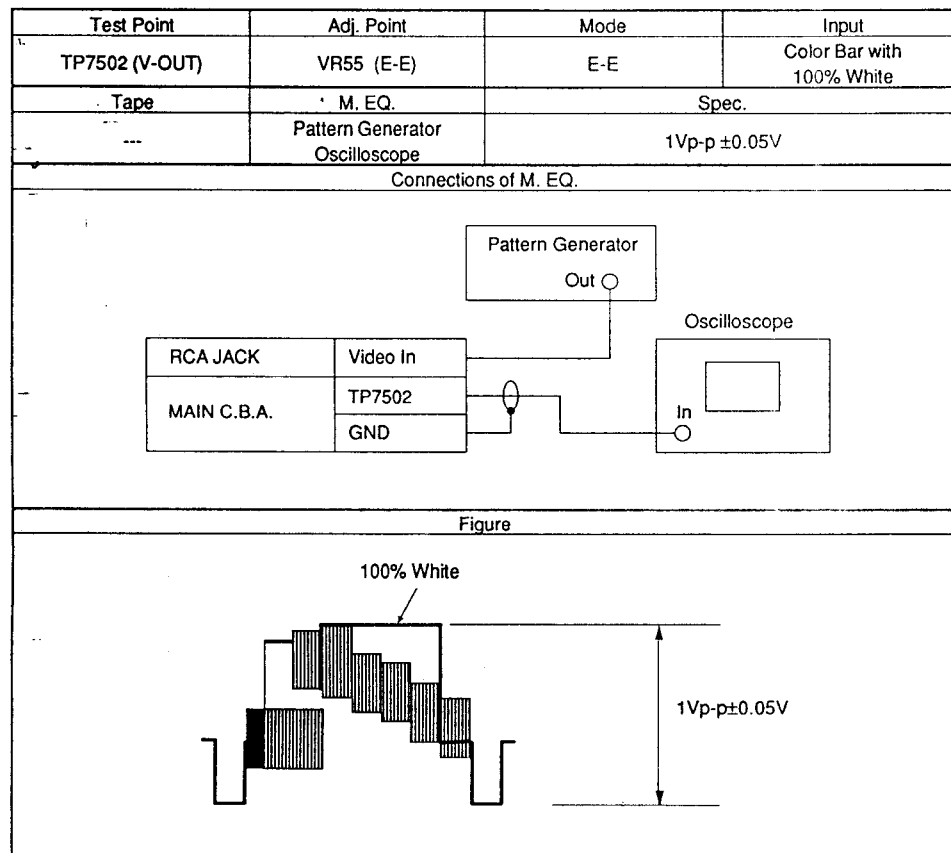 Test Point Adj. Point Mode Input
TP7502 (V-OUT) VR55 (E-E) E-E Color Bar with
100% White
Tape M. EQ. Spec.
--- Pattern Generator
Oscilloscope 1Vp-p ±0.05V
Connections of M. EQ.
Pattern Generator
Out
Oscilloscope
RCA JACK Video In
MAIN C.B.A. TP7502
GND
In
Figure
100% White
1Vp-p±0.05V